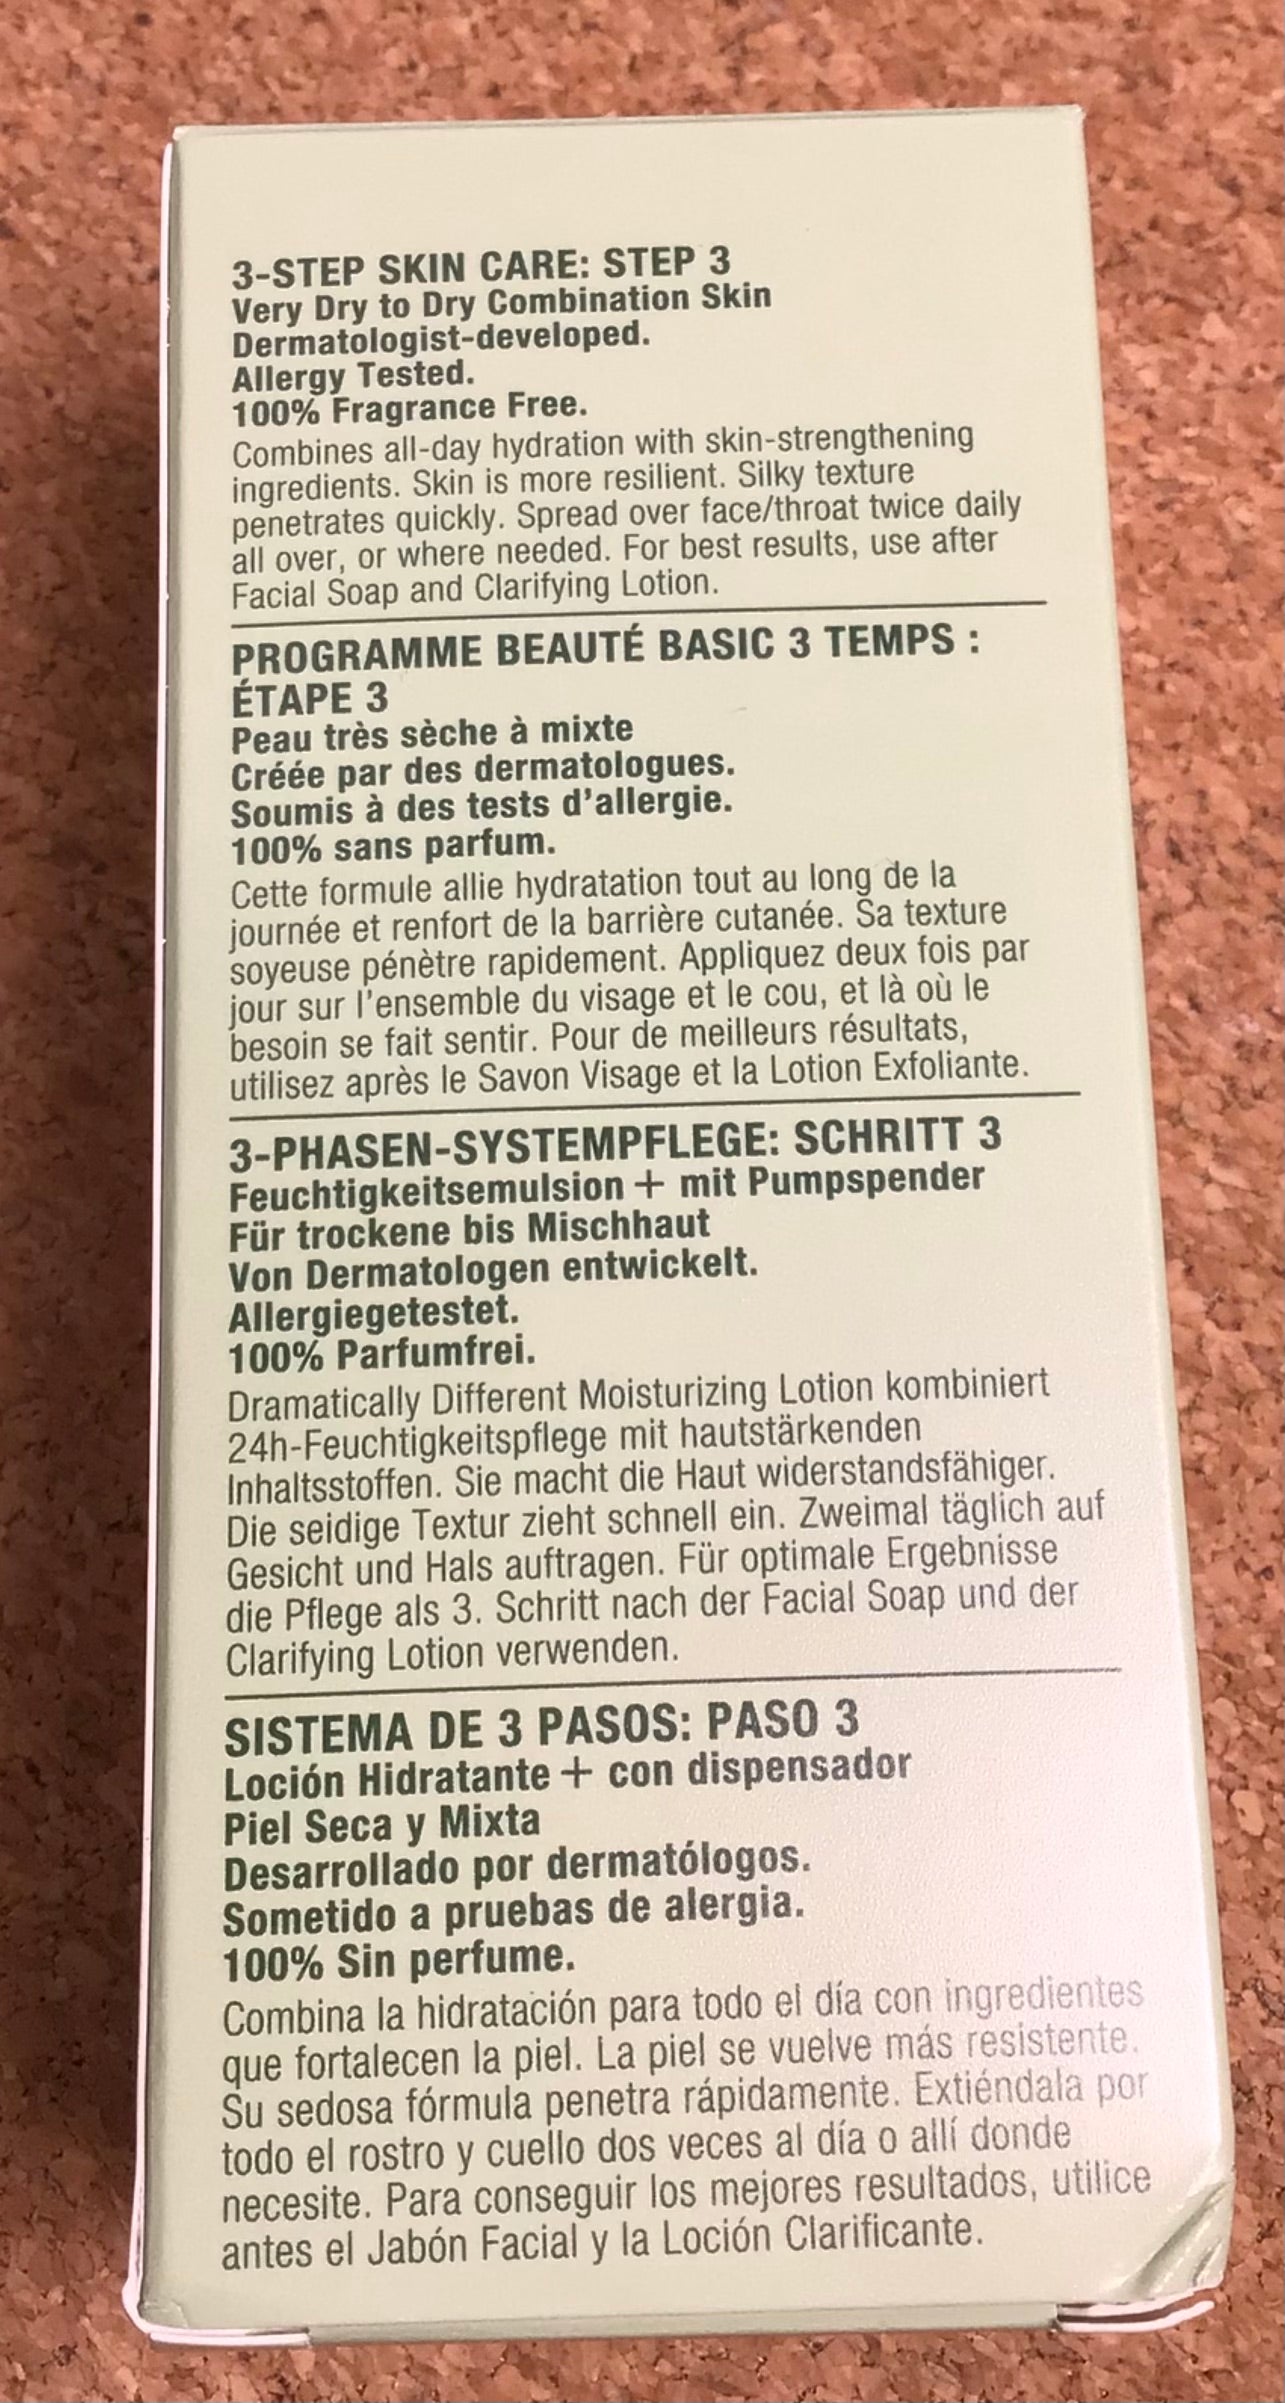 3-STEP SKIN CARE: STEP 3
Very Dry to Dry Combination Skin
Dermatologist-developed.
Allergy Tested.
100% Fragrance Free.
Combines all-day hydration with skin-strengthening
ingredients. Skin is more resilient. Silky texture
penetrates quickly. Spread over face/throat twice daily
all over, or where needed. For best results, use after
Facial Soap and Clarifying Lotion.
PROGRAMME BEAUTÉ BASIC 3 TEMPS :
ÉTAPE 3
Peau très sèche à mixte
Créée par des dermatologues.
Soumis à des tests d'allergie.
100% sans parfum.
Cette formule allie hydratation tout au long de la
journée et renfort de la barrière cutanée. Sa texture
soyeuse pénètre rapidement. Appliquez deux fois par
jour sur l'ensemble du visage et le cou, et là où le
besoin se fait sentir. Pour de meilleurs résultats,
utilisez après le Savon Visage et la Lotion Exfoliante.
3-PHASEN-SYSTEMPFLEGE: SCHRITT 3
Feuchtigkeitsemulsion + mit Pumpspender
Für trockene bis Mischhaut
Von Dermatologen entwickelt.
Allergiegetestet.
100% Parfumfrei.
Dramatically Different Moisturizing Lotion kombiniert
24h-Feuchtigkeitspflege mit hautstärkenden
Inhaltsstoffen. Sie macht die Haut widerstandsfähiger.
Die seidige Textur zieht schnell ein. Zweimal täglich auf
Gesicht und Hals auftragen. Für optimale Ergebnisse
die Pflege als 3. Schritt nach der Facial Soap und der
Clarifying Lotion verwenden.
SISTEMA DE 3 PASOS: PASO 3
Loción Hidratante + con dispensador
Piel Seca y Mixta
Desarrollado por dermatólogos.
Sometido a pruebas de alergia.
100% Sin perfume.
Combina la hidratación para todo el día con ingredientes
que fortalecen la piel. La piel se vuelve más resistente.
Su sedosa fórmula penetra rápidamente. Extiéndala por
todo el rostro y cuello dos veces al día o allí donde
necesite. Para conseguir los mejores resultados, utilice
antes el Jabón Facial y la Loción Clarificante.